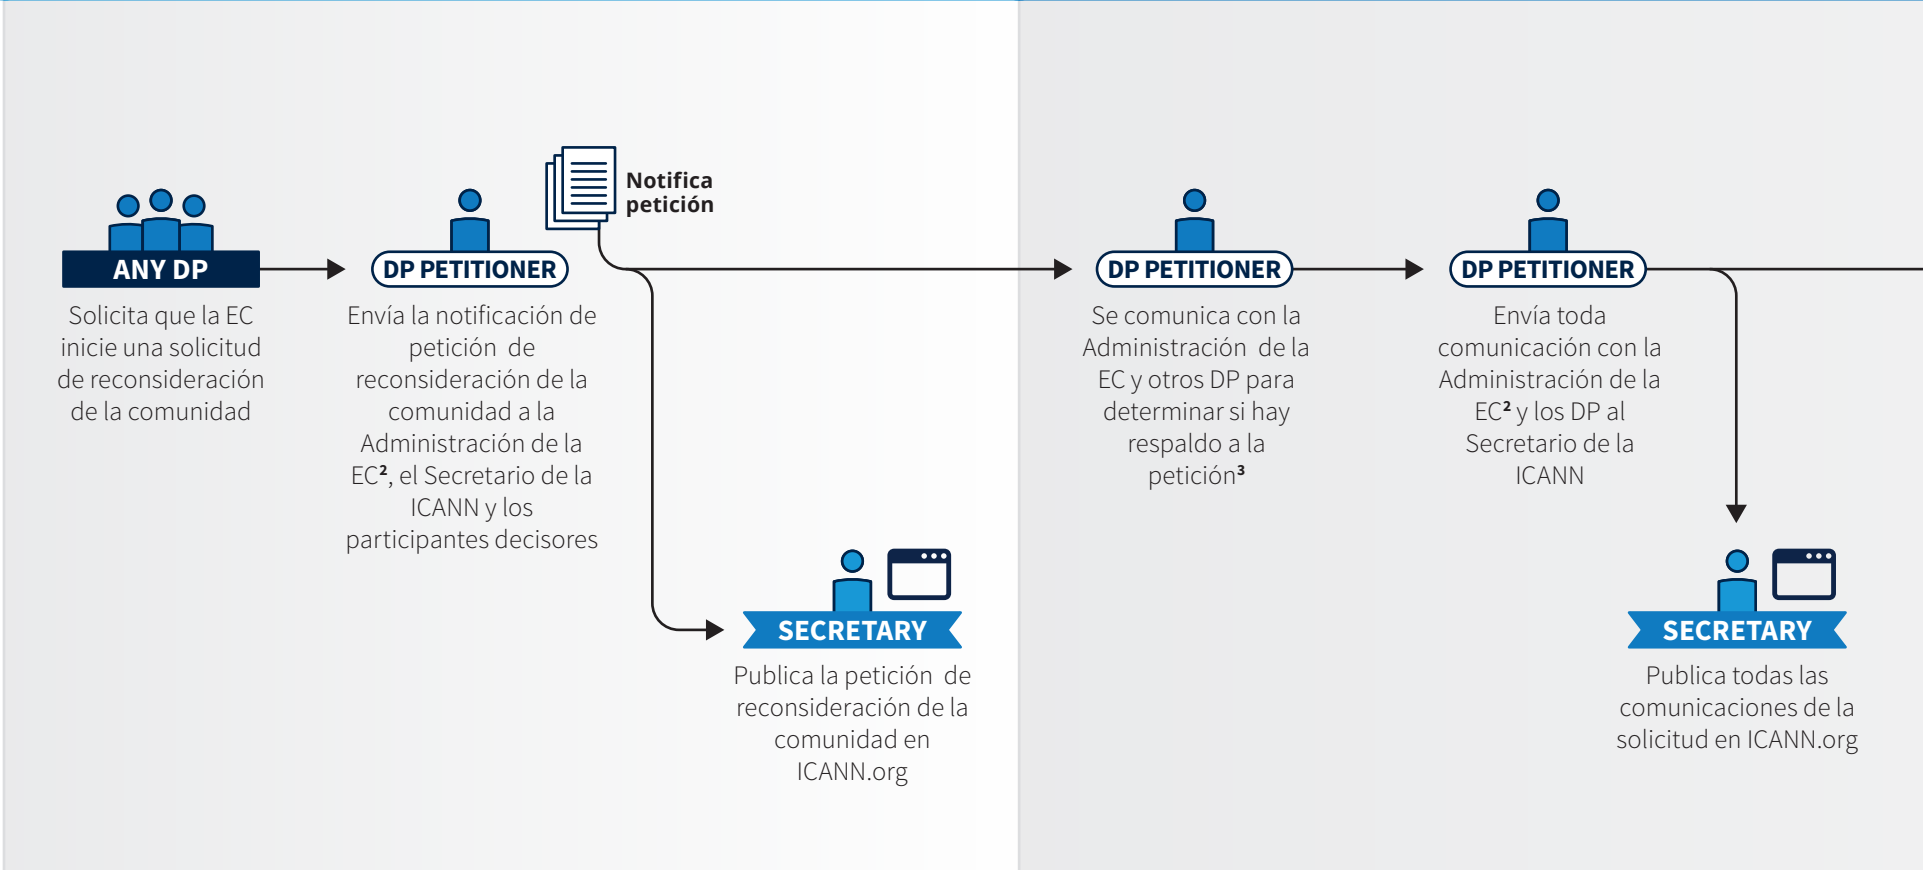 ANY DP
Solicita que la EC
inicie una solicitud
de reconsideración
de la comunidad
DP PETITIONER
Envía la notificación de
petición de
reconsideración de la
comunidad a la
Administración de la
EC², el Secretario de la
ICANN y los
participantes decisores
Notifica
petición
SECRETARY
Publica la petición de
reconsideración de la
comunidad en
ICANN.org
DP PETITIONER
Se comunica con la
Administración de la
EC y otros DP para
determinar si hay
respaldo a la
petición³
DP PETITIONER
Envía toda
comunicación con la
Administración de la
EC² y los DP al
Secretario de la
ICANN
SECRETARY
Publica todas las
comunicaciones de la
solicitud en ICANN.org